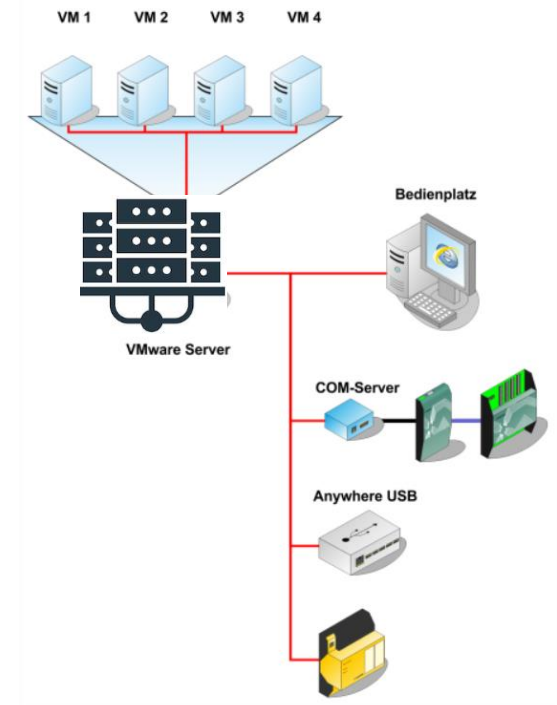 VM 1
VM 2
VM 3
VM 4
Bedienplatz
VMware Server
COM-Server
Anywhere USB